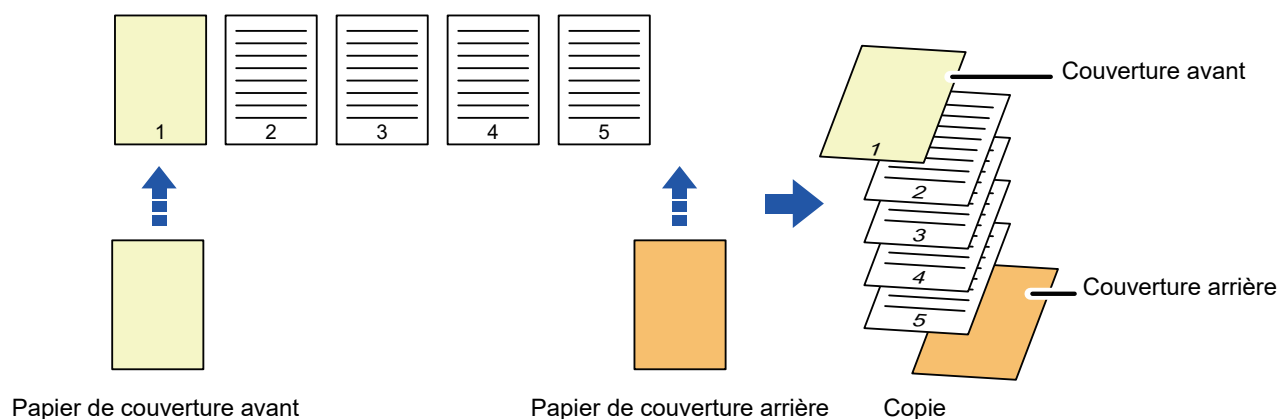 1
2
3
4
5
Couverture avant
1
2
3
4
5
Couverture arrière
Papier de couverture avant
Papier de couverture arrière
Copie